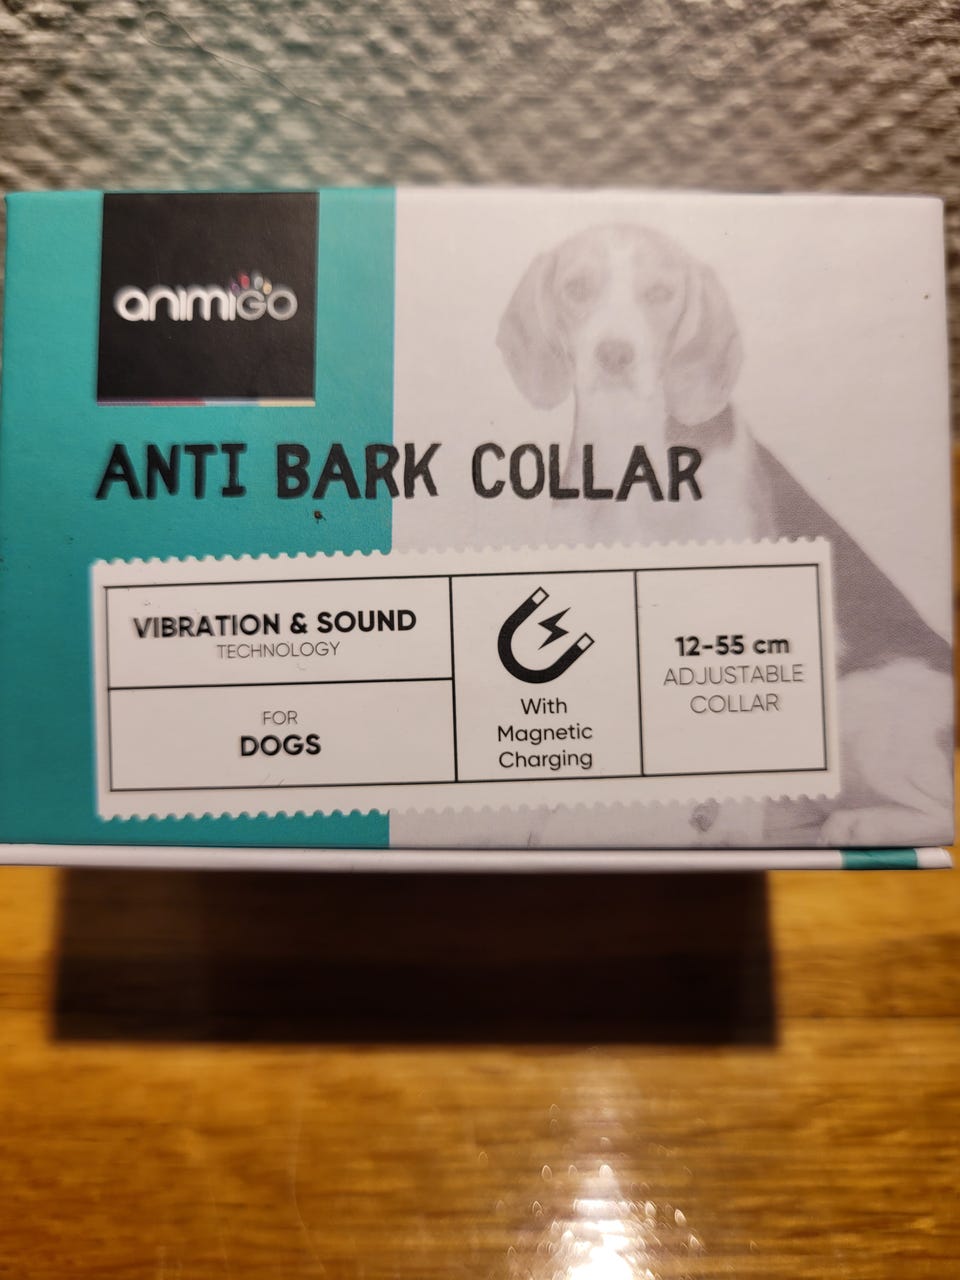 animiGO
ANTI BARK COLLAR
VIBRATION & SOUND
TECHNOLOGY
FOR
DOGS
With
Magnetic
Charging
12-55 cm
ADJUSTABLE
COLLAR